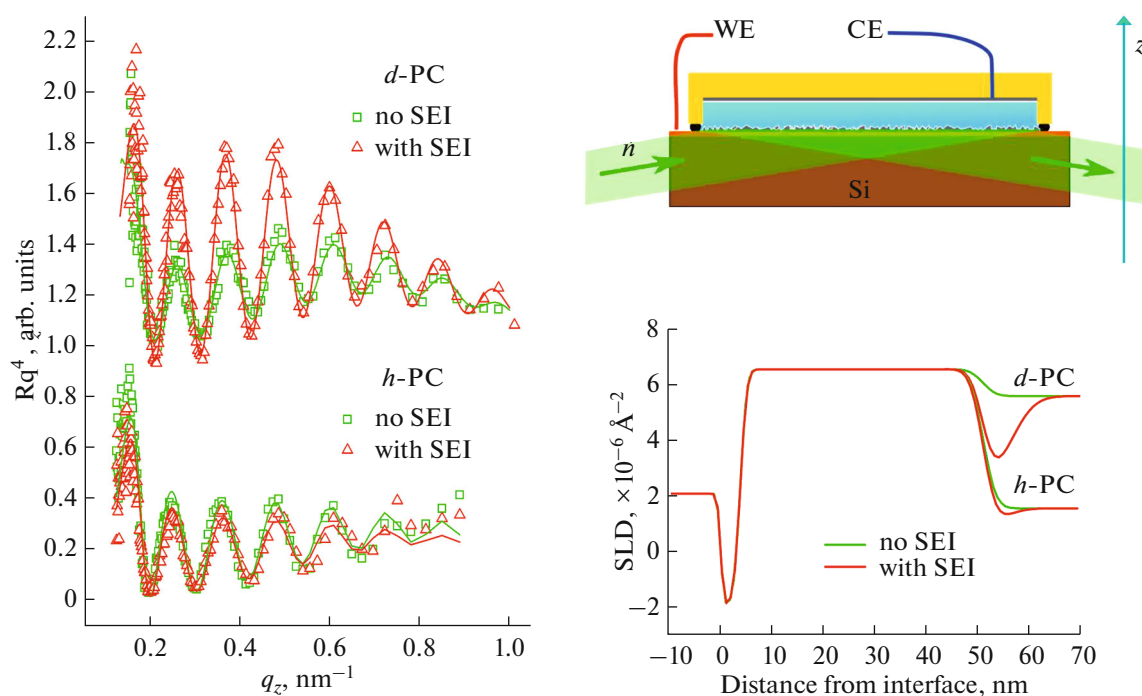 2.2
2.0
1.8
1.6
1.4
1.2
1.0
0.8
0.6
0.4
0.2
0
Rq⁴, arb. units
d-PC
no SEI
with SEI
h-PC
no SEI
with SEI
0.2 0.4 0.6 0.8 1.0
q_z, nm⁻¹
WE
CE
z
n
Si
8
6
4
2
0
−2
SLD, ×10⁻⁶ Å⁻²
d-PC
h-PC
no SEI
with SEI
−10 0 10 20 30 40 50 60 70
Distance from interface, nm